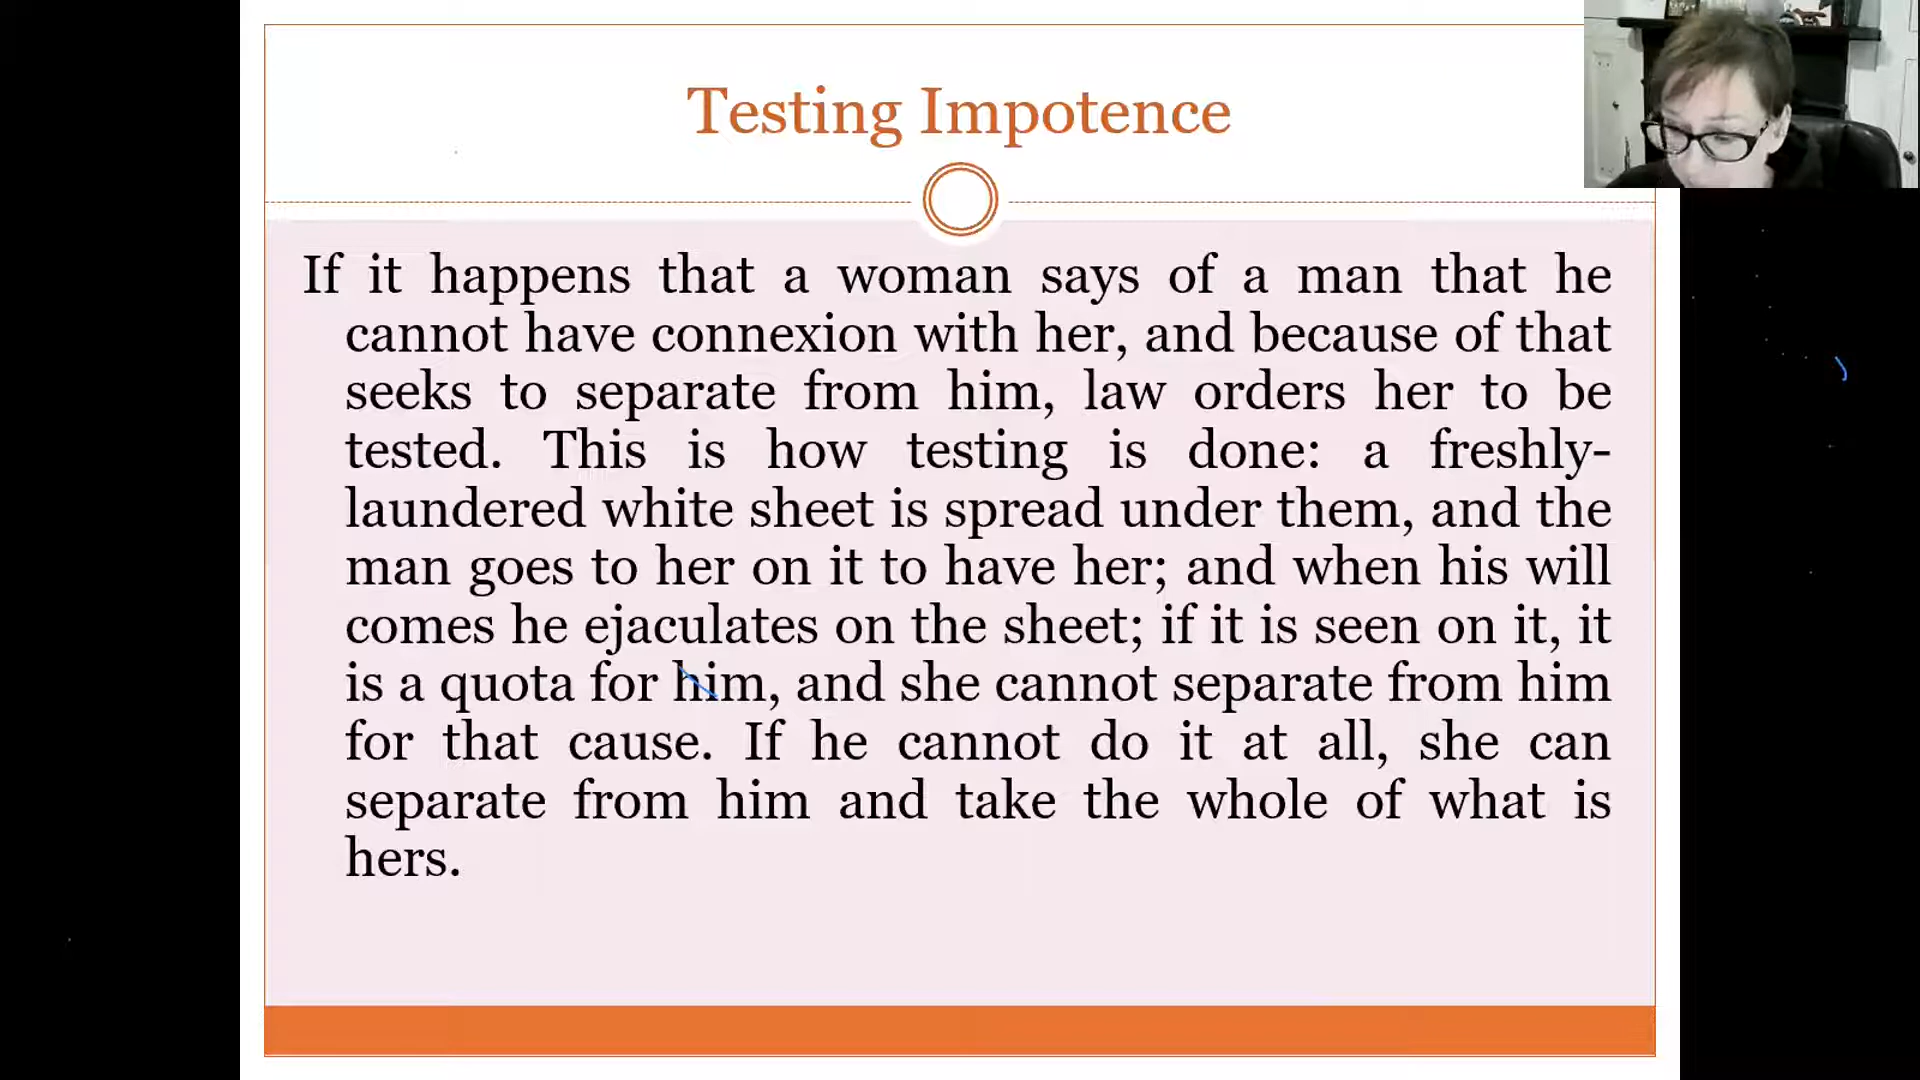 Testing Impotence
If it happens that a woman says of a man that he
cannot have connexion with her, and because of that
seeks to separate from him, law orders her to be
tested. This is how testing is done: a freshly-
laundered white sheet is spread under them, and the
man goes to her on it to have her; and when his will
comes he ejaculates on the sheet; if it is seen on it, it
is a quota for him, and she cannot separate from him
for that cause. If he cannot do it at all, she can
separate from him and take the whole of what is
hers.